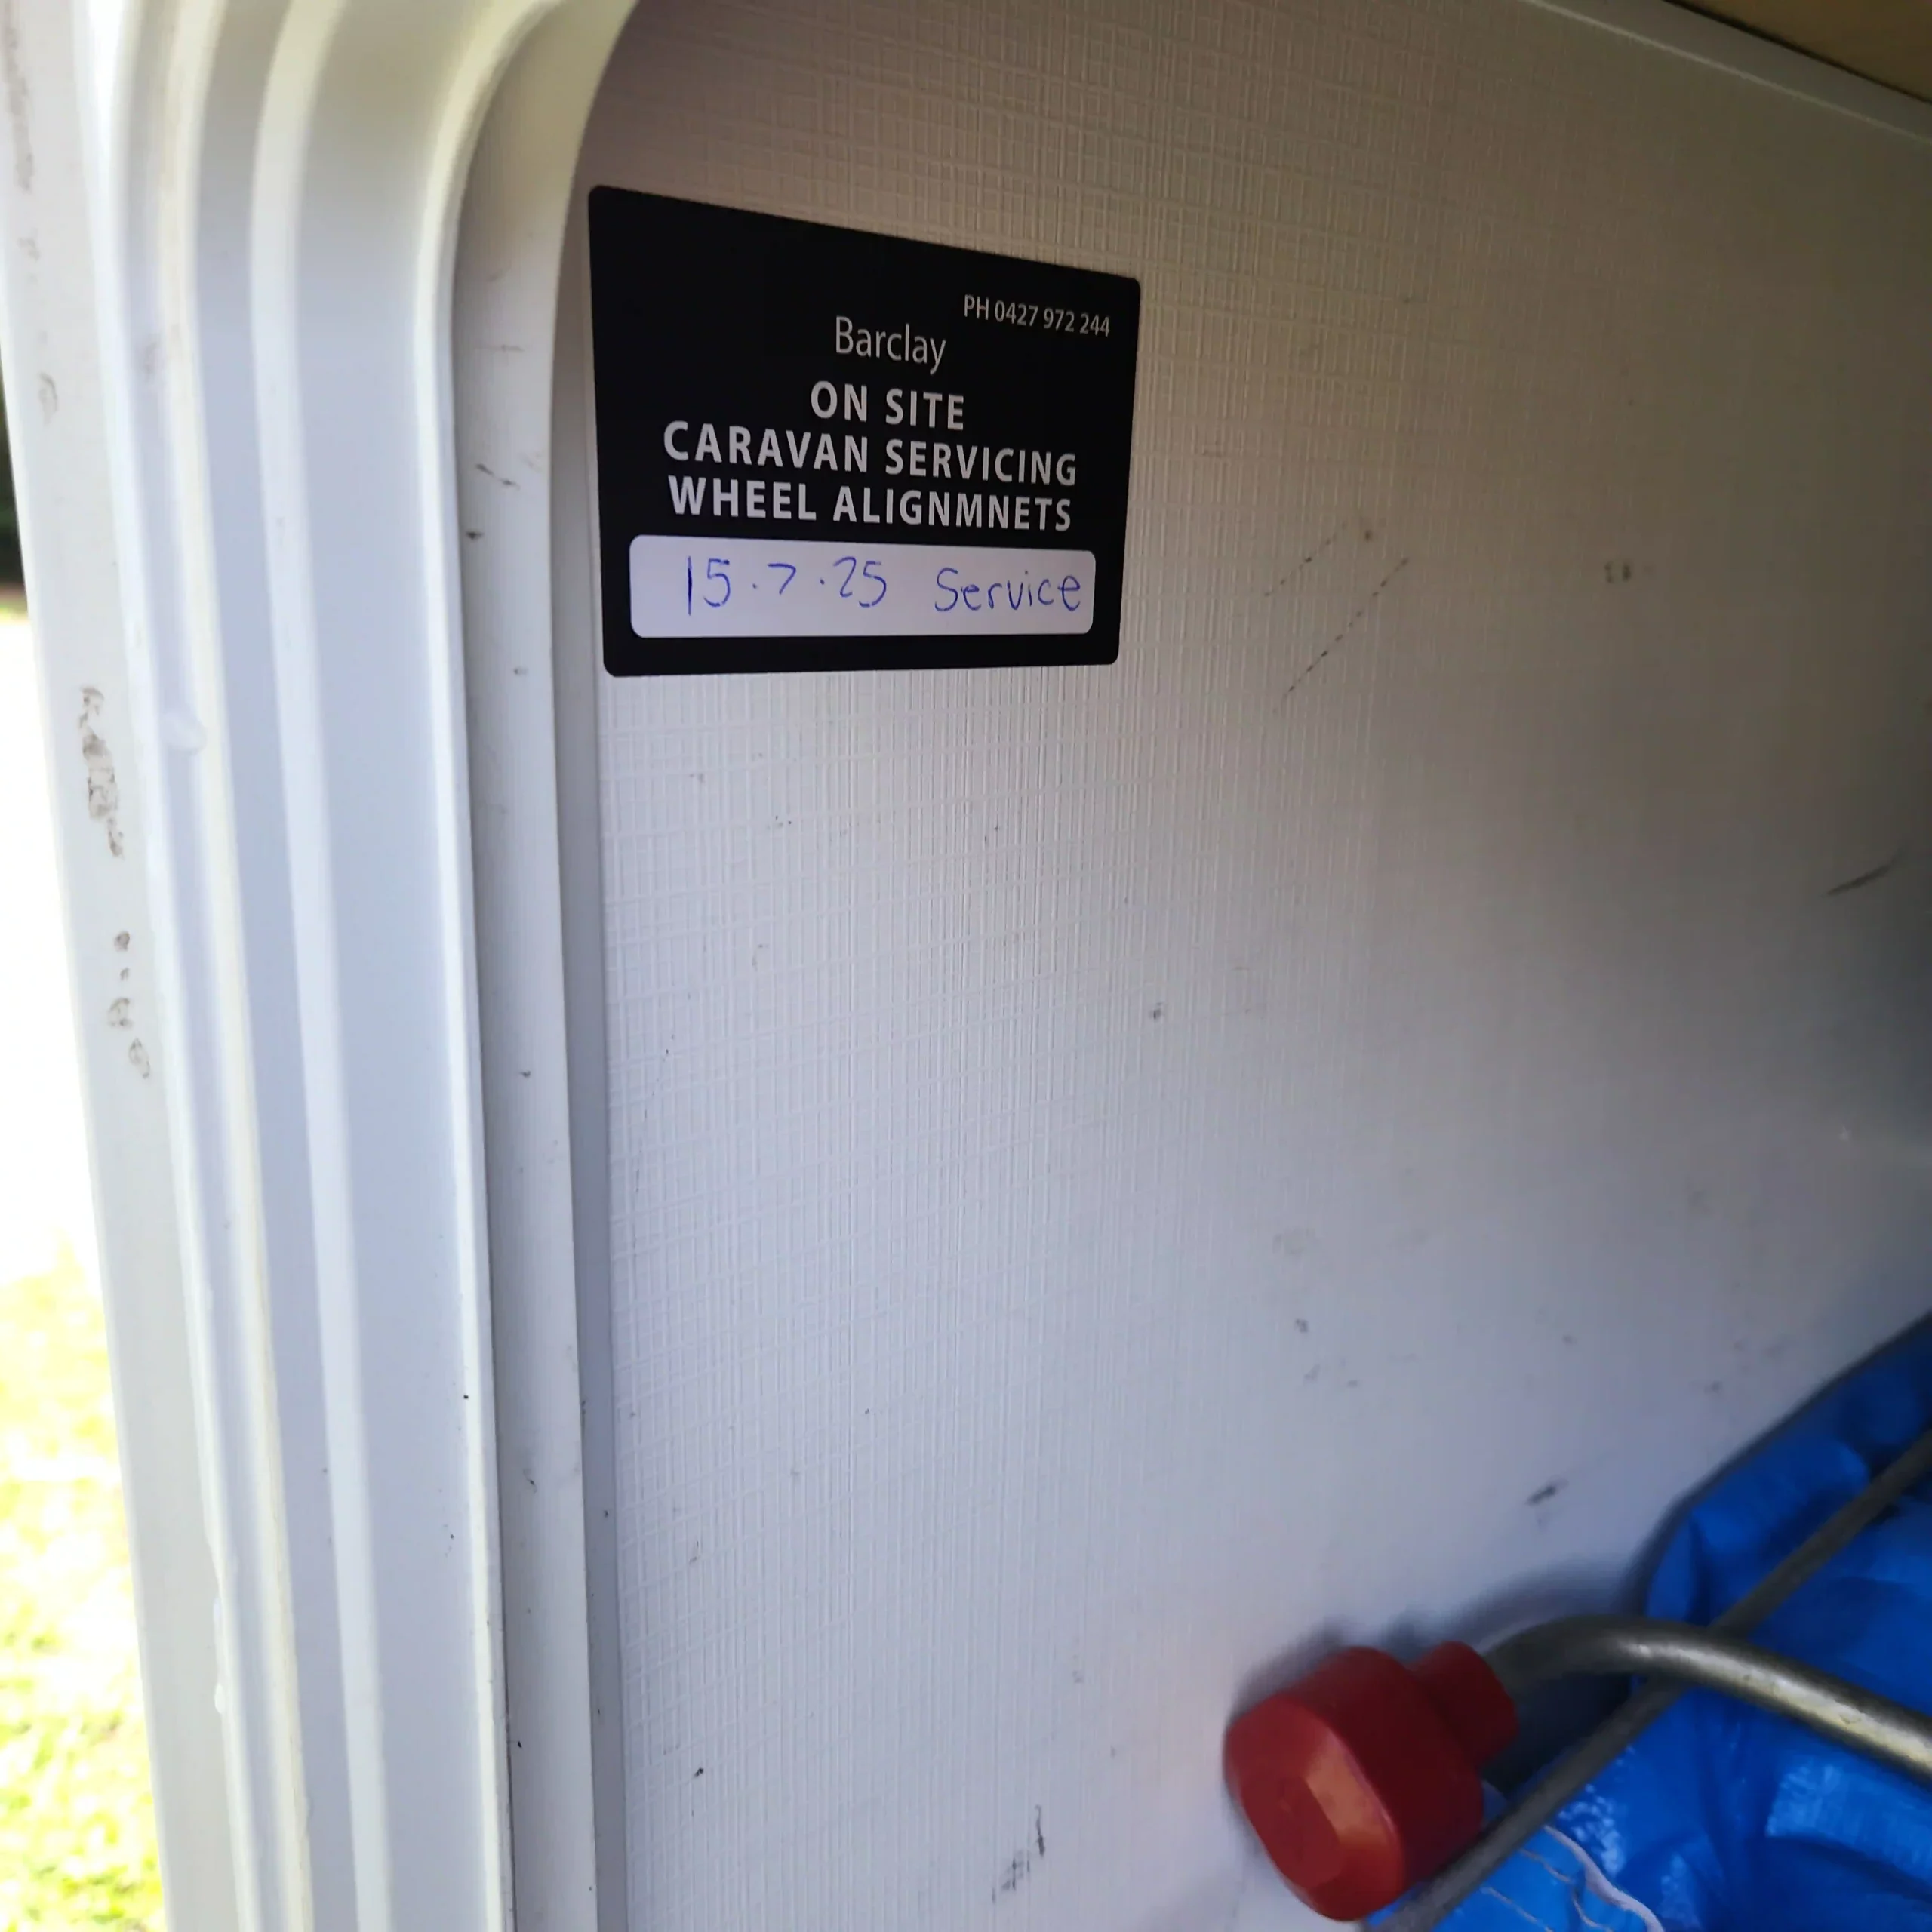 PH 0427 972 244
Barclay
ON SITE
CARAVAN SERVICING
WHEEL ALIGNMNETS
15.7.25 Service